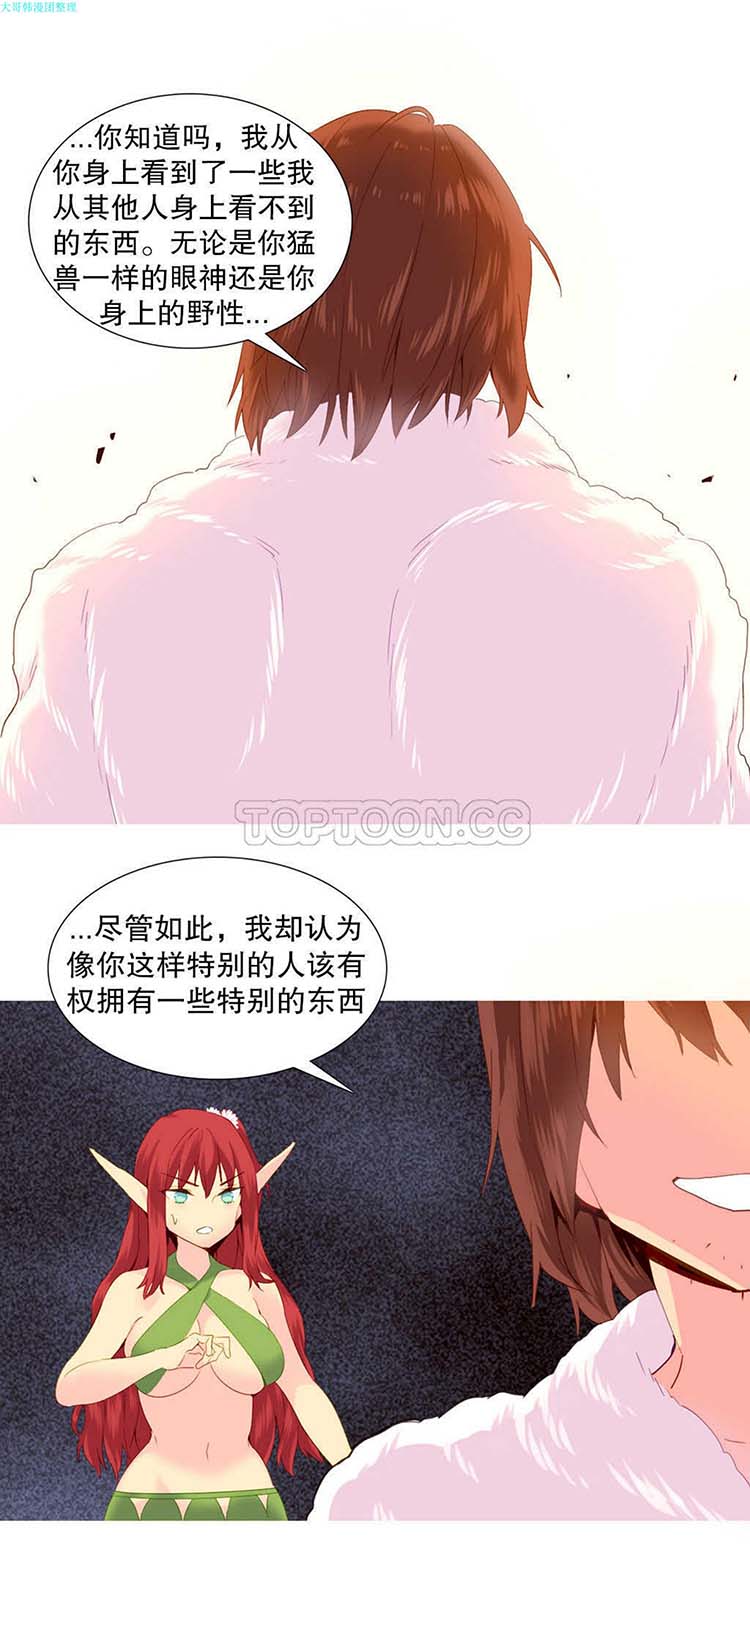 大哥韩漫团整理
...你知道吗，我从
你身上看到了一些我
从其他人身上看不到
的东西。无论是你猛
兽一样的眼神还是你
身上的野性...
TOPTOON.CC
...尽管如此，我却认为
像你这样特别的人该有
权拥有一些特别的东西